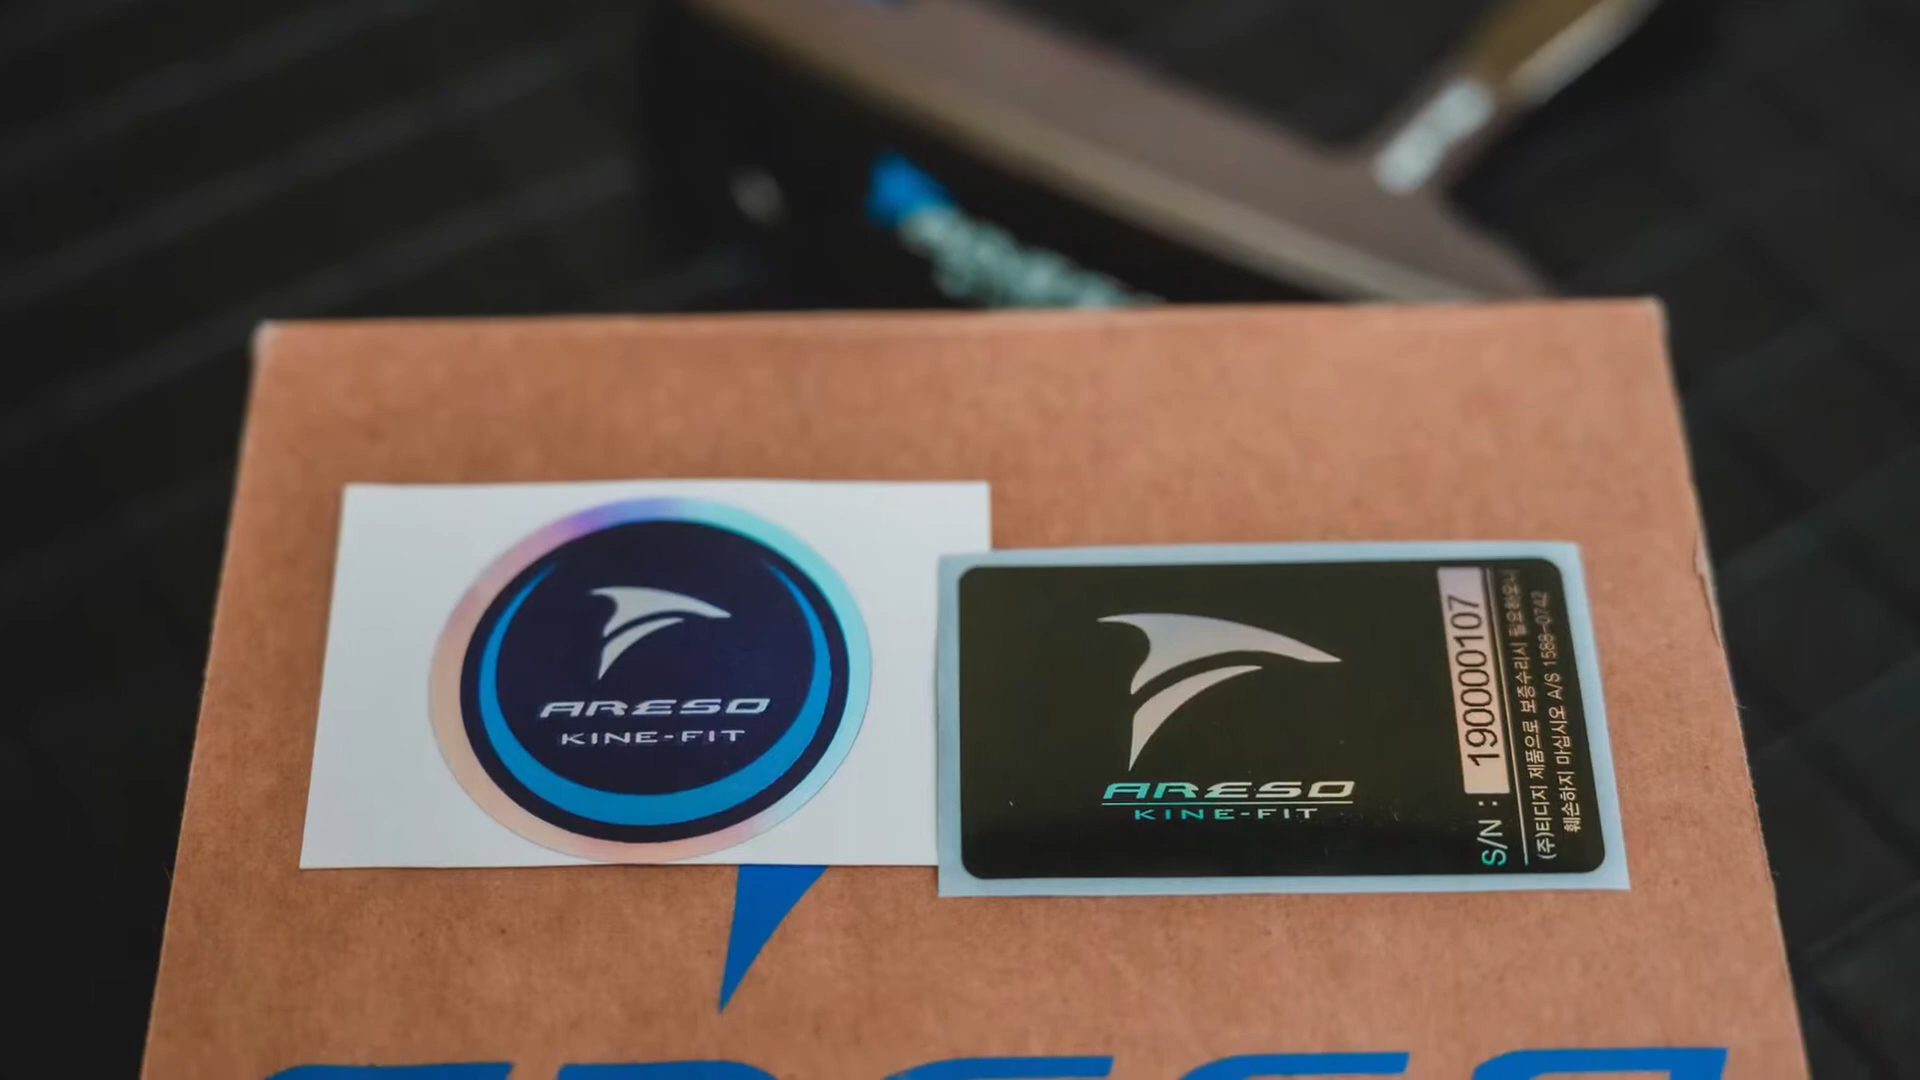 ARESO
KINE-FIT
ARESO
KINE-FIT
S/N : 190000107
(주)티디지 제품으로 보증수리시 필요하오니
훼손하지 마십시오 A/S 1588-0742